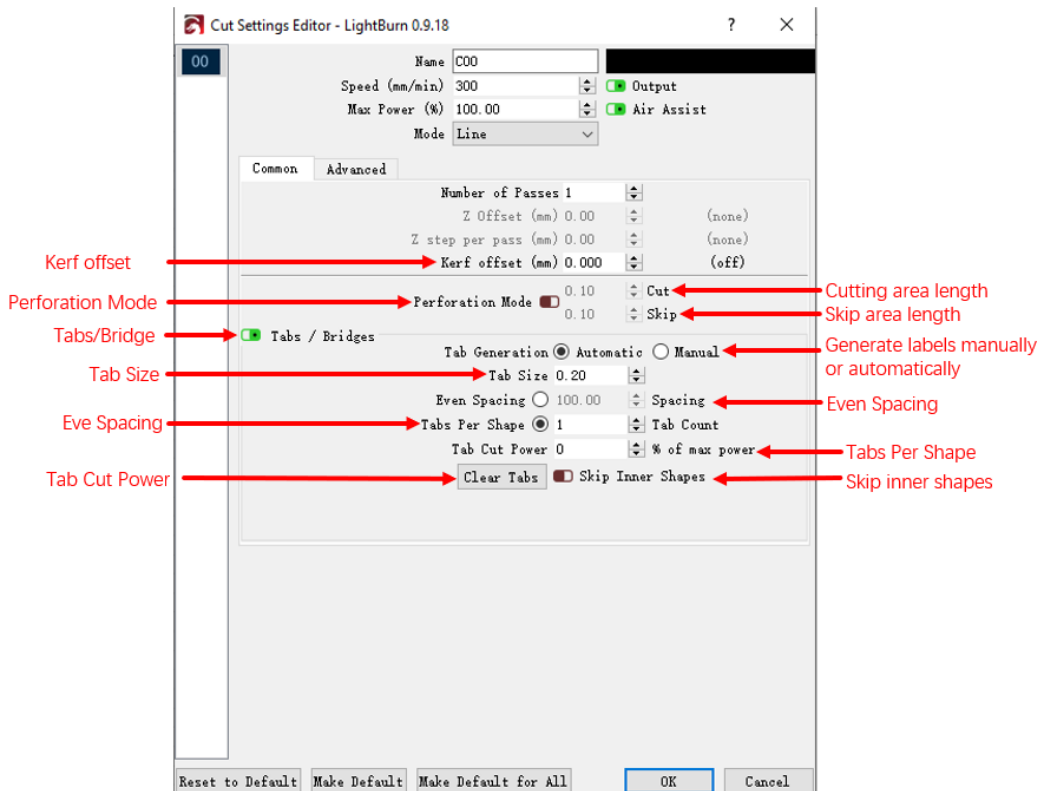 Cut Settings Editor - LightBurn 0.9.18 ? ×
00
Name C00
Speed (mm/min) 300 Output
Max Power (%) 100.00 Air Assist
Mode Line
Common Advanced
Number of Passes 1
Z Offset (mm) 0.00 (none)
Z step per pass (mm) 0.00 (none)
Kerf offset Kerf offset (mm) 0.000 (off)
0.10 Cut Cutting area length
Perforation Mode Perforation Mode
0.10 Skip Skip area length
Tabs/Bridge Tabs / Bridges
Tab Generation Automatic Manual Generate labels manually
or automatically
Tab Size Tab Size 0.20
Even Spacing 100.00 Spacing Even Spacing
Eve Spacing Tabs Per Shape 1 Tab Count
Tab Cut Power 0 % of max power Tabs Per Shape
Tab Cut Power Clear Tabs Skip Inner Shapes Skip inner shapes
Reset to Default Make Default Make Default for All OK Cancel